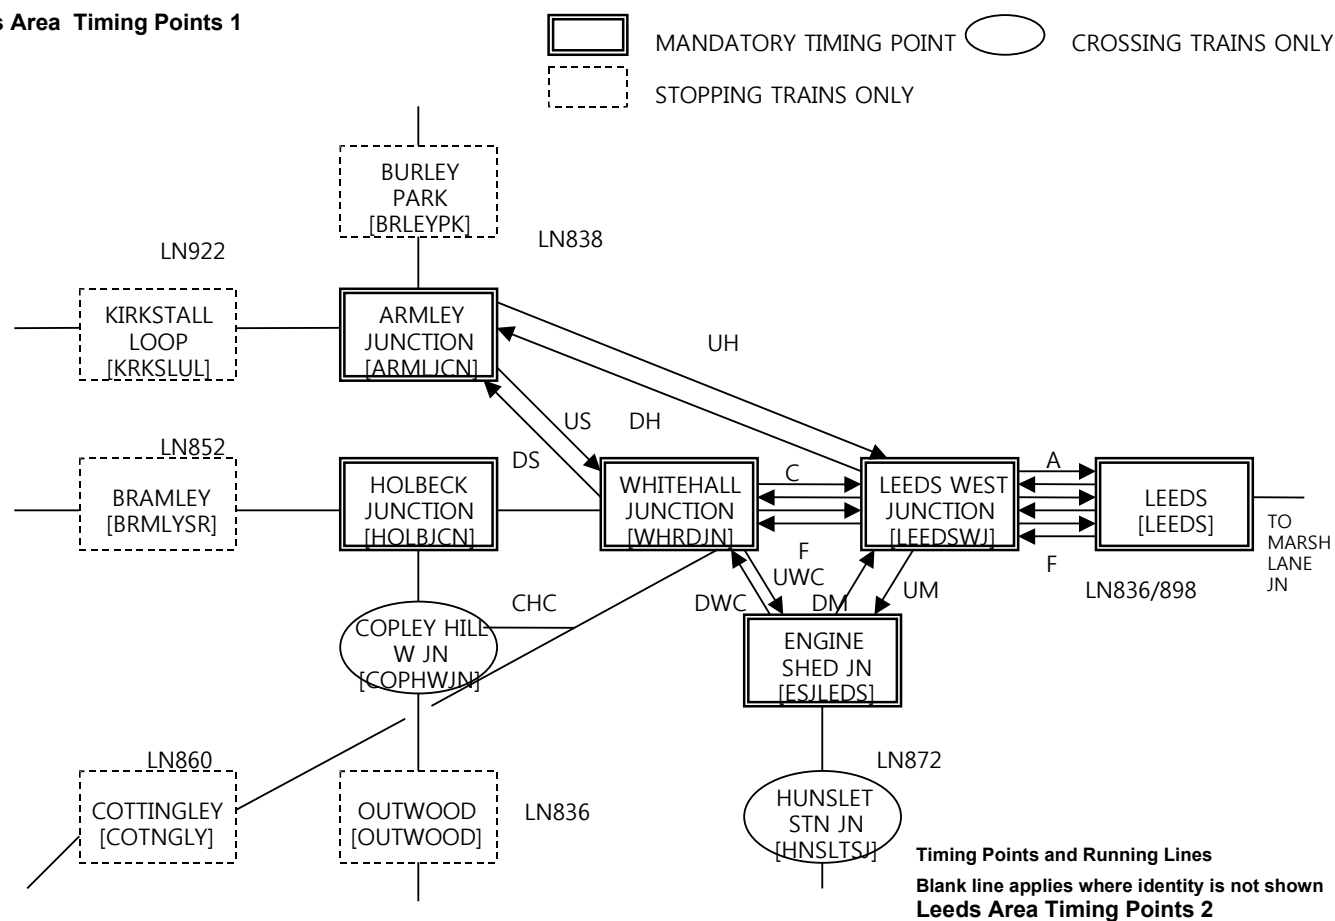 s Area Timing Points 1
MANDATORY TIMING POINT
CROSSING TRAINS ONLY
STOPPING TRAINS ONLY
BURLEY
PARK
[BRLEYPK]
LN838
LN922
KIRKSTALL
LOOP
[KRKSLUL]
ARMLEY
JUNCTION
[ARMLJCN]
UH
US
DH
DS
LN852
BRAMLEY
[BRMLYSR]
HOLBECK
JUNCTION
[HOLBJCN]
WHITEHALL
JUNCTION
[WHRDJN]
C
F
LEEDS WEST
JUNCTION
[LEEDSWJ]
A
F
LEEDS
[LEEDS]
TO
MARSH
LANE
JN
LN836/898
UWC
DWC
DM
UM
CHC
COPLEY HILL
W JN
[COPHWJN]
ENGINE
SHED JN
[ESJLEDS]
LN860
COTTINGLEY
[COTNGLY]
OUTWOOD
[OUTWOOD]
LN836
LN872
HUNSLET
STN JN
[HNSLTSJ]
Timing Points and Running Lines
Blank line applies where identity is not shown
Leeds Area Timing Points 2